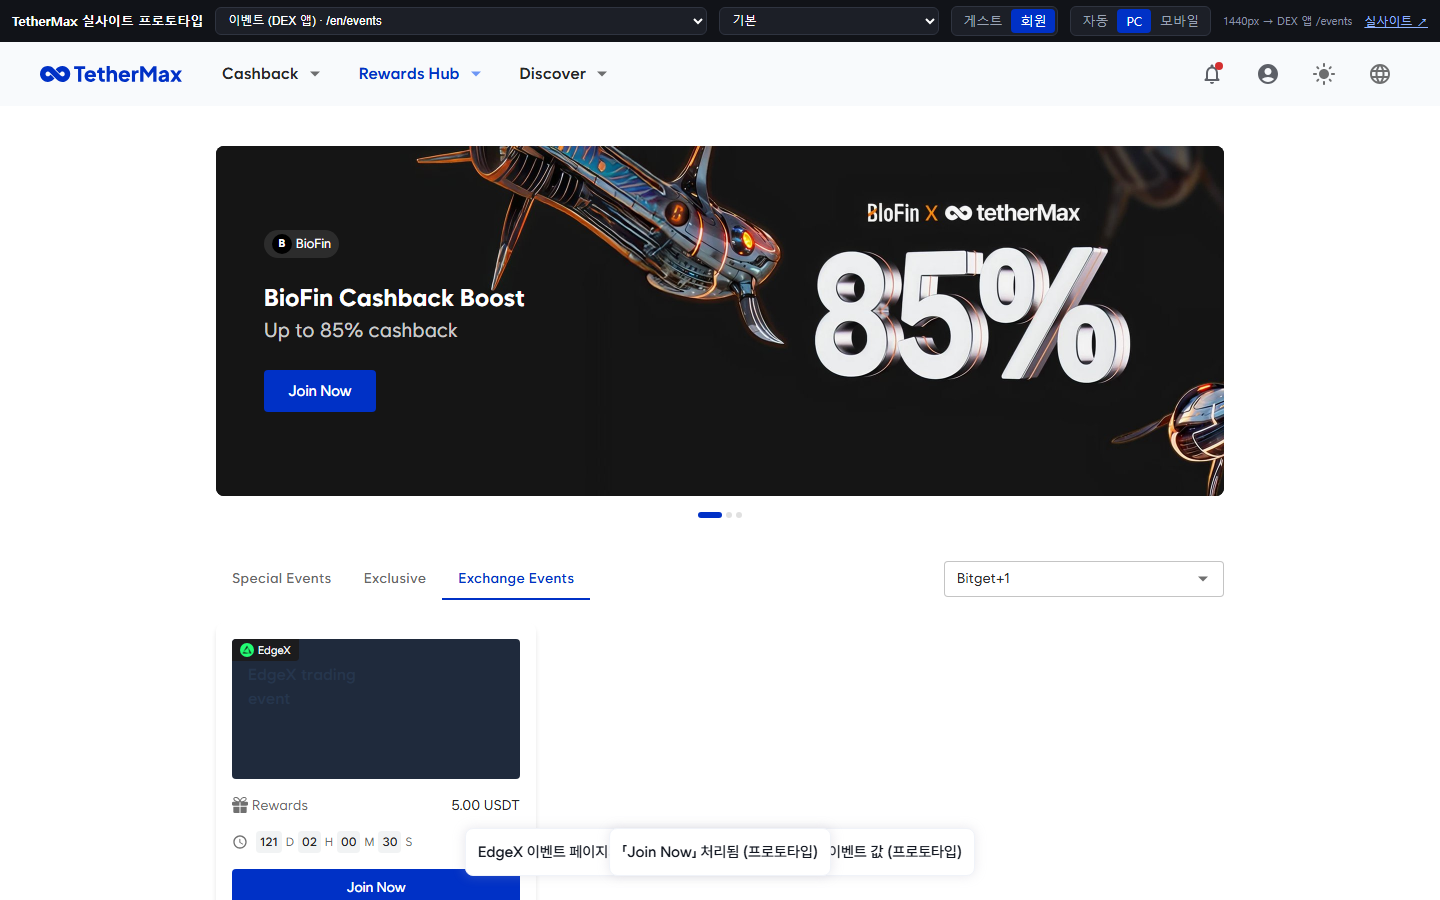 TetherMax 실사이트 프로토타입
이벤트 (DEX 앱) · /en/events
기본
게스트 회원
자동 PC 모바일
1440px → DEX 앱 /events
실사이트 ↗
TetherMax
Cashback
Rewards Hub
Discover
B BioFin
BioFin Cashback Boost
Up to 85% cashback
Join Now
BioFin X tetherMax
85%
Special Events
Exclusive
Exchange Events
Bitget+1
EdgeX
EdgeX trading
event
Rewards
5.00 USDT
121 D 02 H 00 M 30 S
EdgeX 이벤트 페이지
「Join Now」 처리됨 (프로토타입)
이벤트 값 (프로토타입)
Join Now